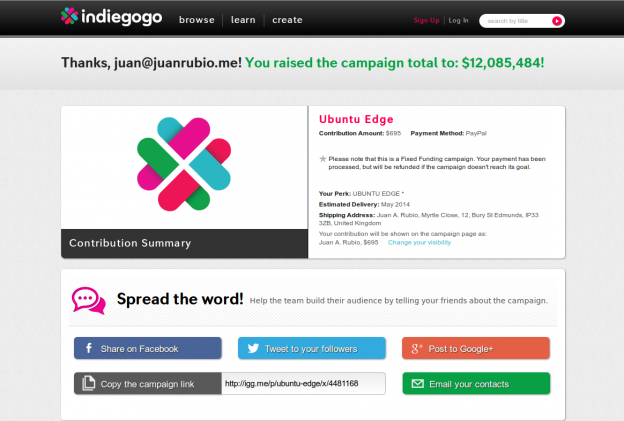 indiegogo browse learn create Sign Up Log In search by title
Thanks, juan@juanrubio.me! You raised the campaign total to: $12,085,484!
Contribution Summary
Ubuntu Edge
Contribution Amount: $695 Payment Method: PayPal
Please note that this is a Fixed Funding campaign. Your payment has been
processed, but will be refunded if the campaign doesn't reach its goal.
Your Perk: UBUNTU EDGE *
Estimated Delivery: May 2014
Shipping Address: Juan A. Rubio, Myrtle Close, 12, Bury St Edmunds, IP33
3ZB, United Kingdom
Your contribution will be shown on the campaign page as:
Juan A. Rubio, $695 Change your visibility
Spread the word! Help the team build their audience by telling your friends about the campaign.
Share on Facebook Tweet to your followers Post to Google+
Copy the campaign link http://igg.me/p/ubuntu-edge/x/4481168 Email your contacts